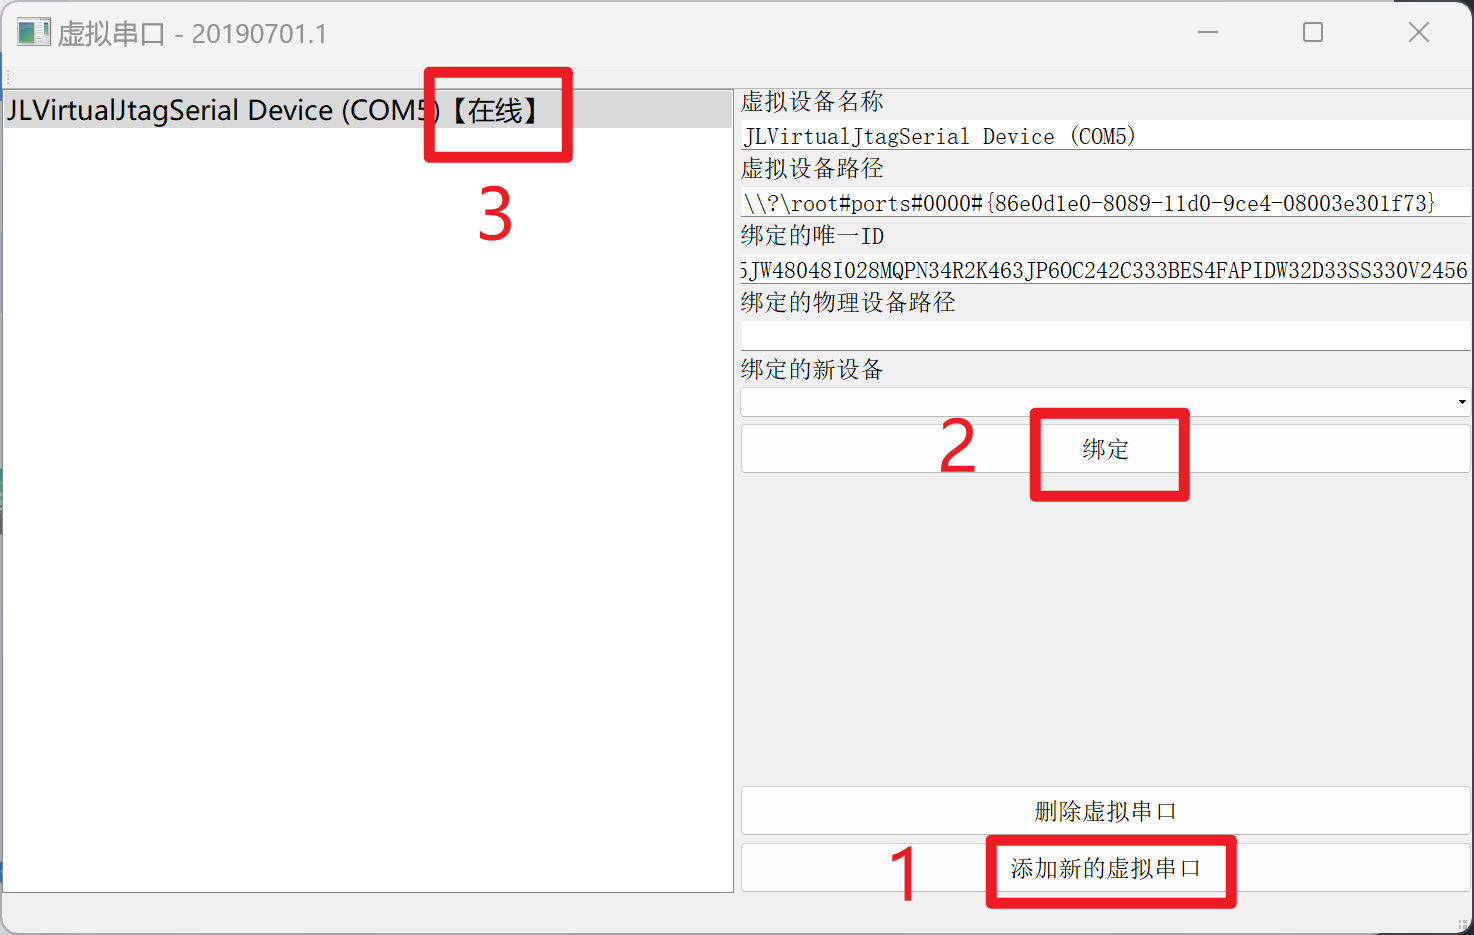 虚拟串口 - 20190701.1
JLVirtualJtagSerial Device (COM5)【在线】
3
虚拟设备名称
JLVirtualJtagSerial Device (COM5)
虚拟设备路径
\\?\root#ports#0000#{86e0d1e0-8089-11d0-9ce4-08003e301f73}
绑定的唯一ID
5JW48048I028MQPN34R2K463JP6OC242C333BES4FAPIDW32D33SS330V2456
绑定的物理设备路径
绑定的新设备
2
绑定
删除虚拟串口
1
添加新的虚拟串口